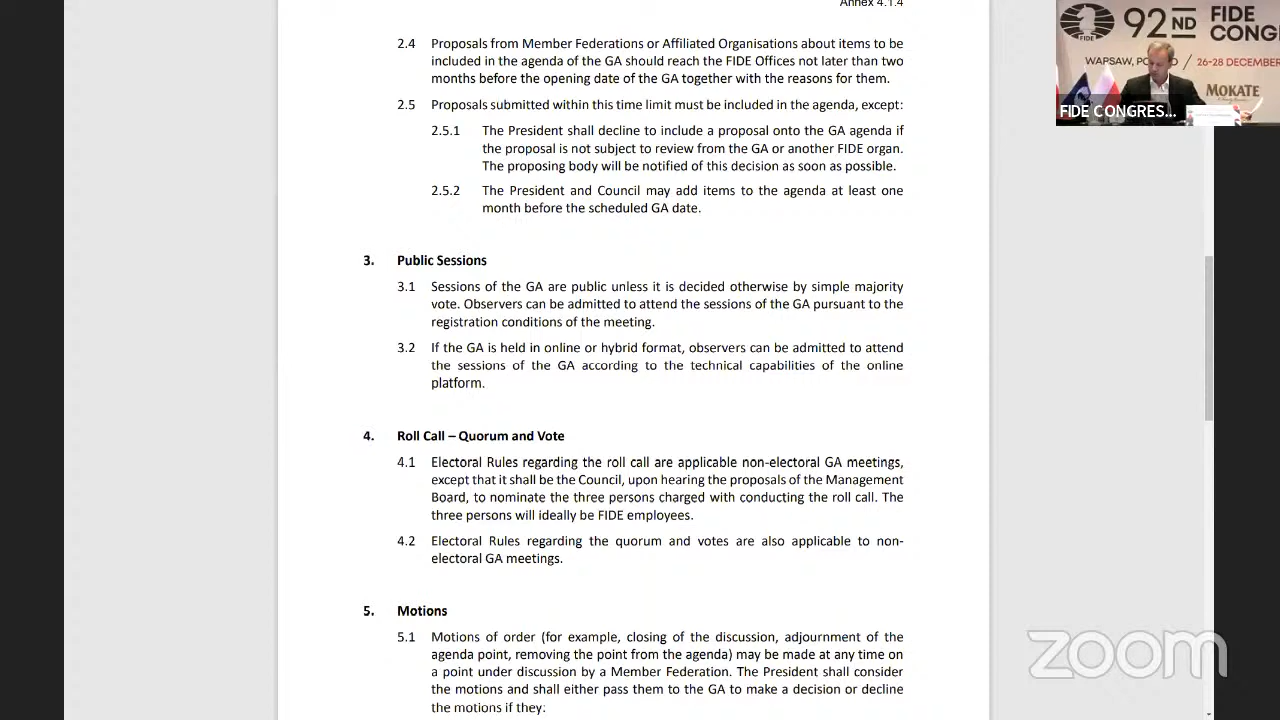 Annex 4.1.4
2.4 Proposals from Member Federations or Affiliated Organisations about items to be
included in the agenda of the GA should reach the FIDE Offices not later than two
months before the opening date of the GA together with the reasons for them.
2.5 Proposals submitted within this time limit must be included in the agenda, except:
2.5.1 The President shall decline to include a proposal onto the GA agenda if
the proposal is not subject to review from the GA or another FIDE organ.
The proposing body will be notified of this decision as soon as possible.
2.5.2 The President and Council may add items to the agenda at least one
month before the scheduled GA date.
3. Public Sessions
3.1 Sessions of the GA are public unless it is decided otherwise by simple majority
vote. Observers can be admitted to attend the sessions of the GA pursuant to the
registration conditions of the meeting.
3.2 If the GA is held in online or hybrid format, observers can be admitted to attend
the sessions of the GA according to the technical capabilities of the online
platform.
4. Roll Call – Quorum and Vote
4.1 Electoral Rules regarding the roll call are applicable non-electoral GA meetings,
except that it shall be the Council, upon hearing the proposals of the Management
Board, to nominate the three persons charged with conducting the roll call. The
three persons will ideally be FIDE employees.
4.2 Electoral Rules regarding the quorum and votes are also applicable to non-
electoral GA meetings.
5. Motions
5.1 Motions of order (for example, closing of the discussion, adjournment of the
agenda point, removing the point from the agenda) may be made at any time on
a point under discussion by a Member Federation. The President shall consider
the motions and shall either pass them to the GA to make a decision or decline
the motions if they:
FIDE
92ND FIDE
CONG
WARSAW, PO D / 26-28 DECEMBER
MOKATE
FIDE CONGRES...
zoom